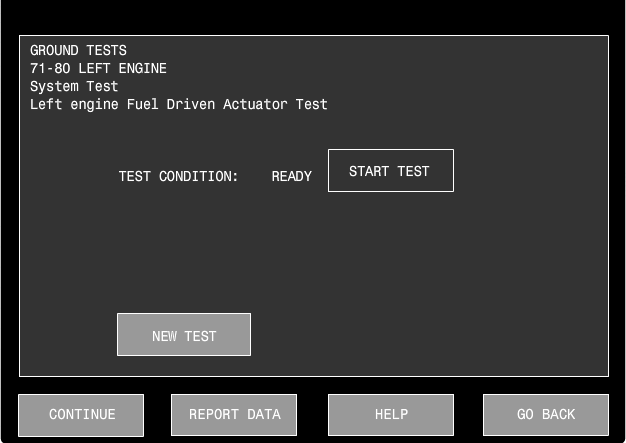 GROUND TESTS
71-80 LEFT ENGINE
System Test
Left engine Fuel Driven Actuator Test
TEST CONDITION: READY START TEST
NEW TEST
CONTINUE REPORT DATA HELP GO BACK